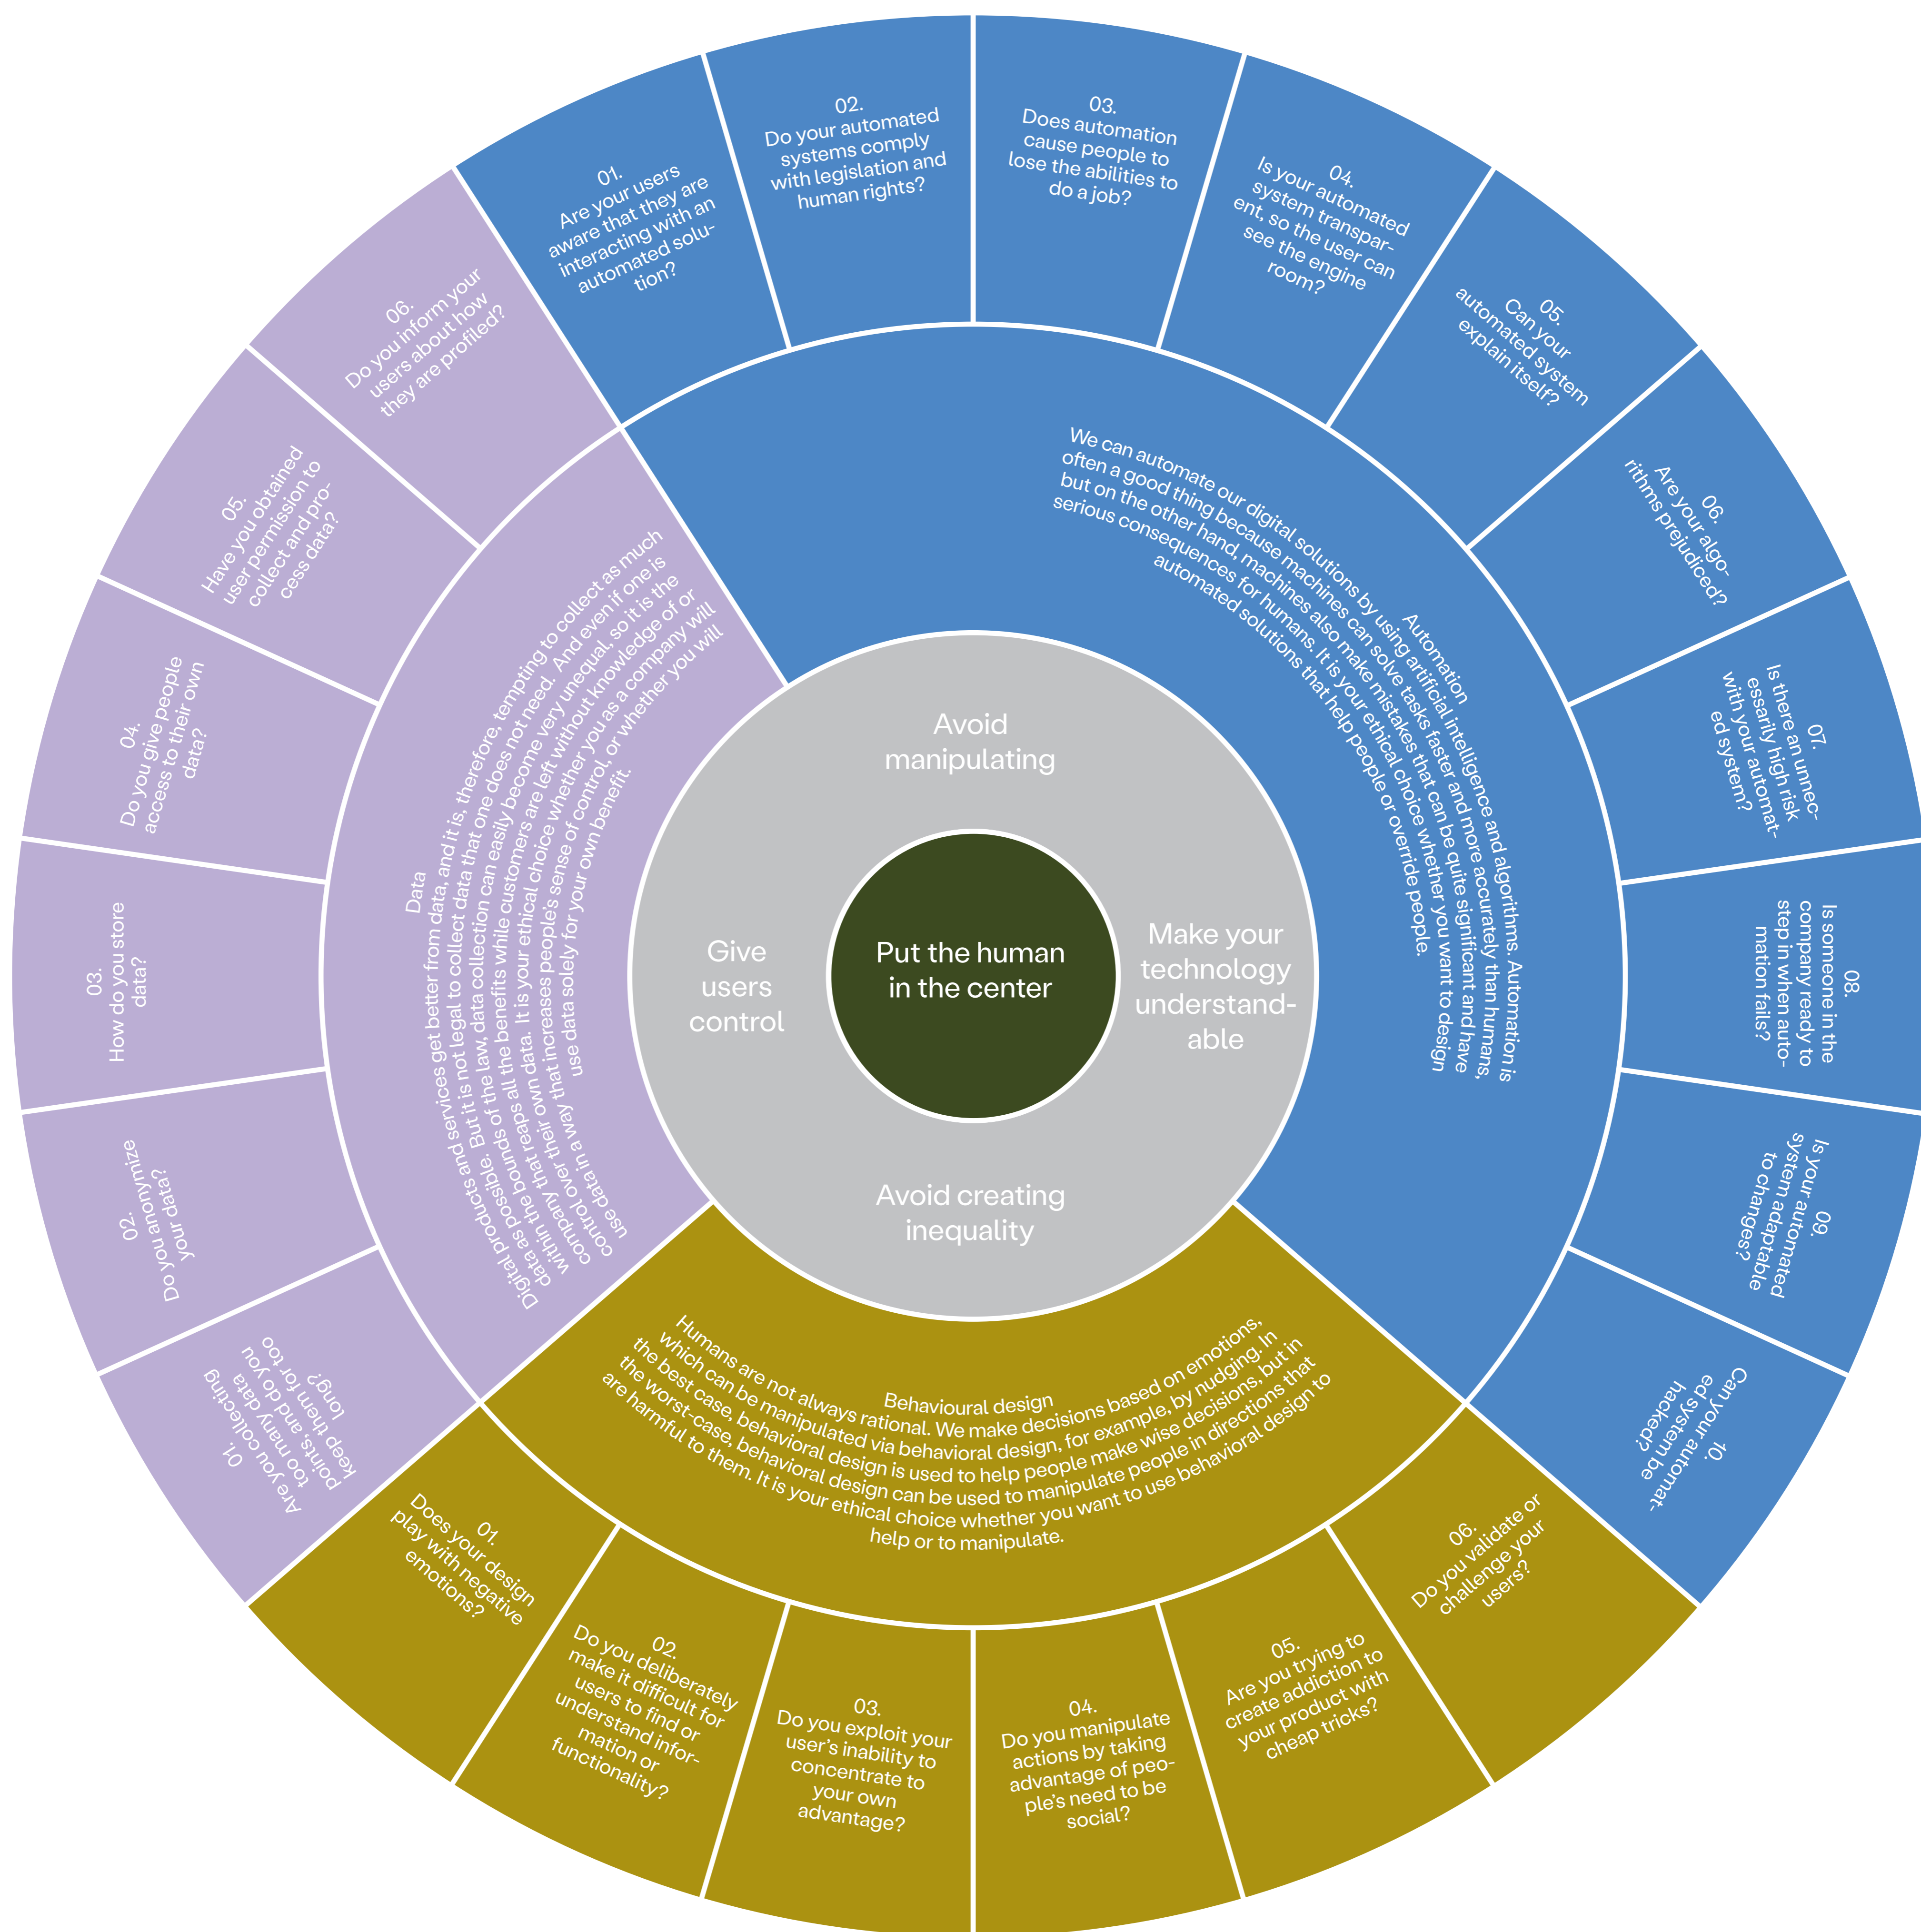 Put the human
in the center
Avoid
manipulating
Make your
technology
understand-
able
Avoid creating
inequality
Give
users
control
Automation
We can automate our digital solutions by using artificial intelligence and algorithms. Automation is
often a good thing because machines can solve tasks faster and more accurately than humans,
but on the other hand, machines also make mistakes that can be quite significant and have
serious consequences for humans. It is your ethical choice whether you want to design
automated solutions that help people or override people.
01.
Are your users
aware that they are
interacting with an
automated solu-
tion?
02.
Do your automated
systems comply
with legislation and
human rights?
03.
Does automation
cause people to
lose the abilities to
do a job?
04.
Is your automated
system transpar-
ent, so the user can
see the engine
room?
05.
Can your
automated system
explain itself?
06.
Are your algo-
rithms prejudiced?
07.
Is there an unnec-
essarily high risk
with your automat-
ed system?
08.
Is someone in the
company ready to
step in when auto-
mation fails?
09.
Is your automated
system adaptable
to changes?
10.
Can your automat-
ed system be
hacked?
Behavioural design
Humans are not always rational. We make decisions based on emotions,
which can be manipulated via behavioral design, for example, by nudging. In
the best case, behavioral design is used to help people make wise decisions, but in
the worst-case, behavioral design can be used to manipulate people in directions that
are harmful to them. It is your ethical choice whether you want to use behavioral design to
help or to manipulate.
01.
Does your design
play with negative
emotions?
02.
Do you deliberately
make it difficult for
users to find or
understand infor-
mation or
functionality?
03.
Do you exploit your
user's inability to
concentrate to
your own
advantage?
04.
Do you manipulate
actions by taking
advantage of peo-
ple's need to be
social?
05.
Are you trying to
create addiction to
your product with
cheap tricks?
06.
Do you validate or
challenge your
users?
Data
Digital products and services get better from data, and it is, therefore, tempting to collect as much
data as possible. But it is not legal to collect data that one does not need. And even if one is
within the bounds of the law, data collection can easily become very unequal, so it is the
company that reaps all the benefits while customers are left without knowledge of or
control over their own data. It is your ethical choice whether you as a company will
use data in a way that increases people's sense of control, or whether you will
use data solely for your own benefit.
01.
Are you collecting
too many data
points, and do you
keep them for too
long?
02.
Do you anonymize
your data?
03.
How do you store
data?
04.
Do you give people
access to their own
data?
05.
Have you obtained
user permission to
collect and pro-
cess data?
06.
Do you inform your
users about how
they are profiled?